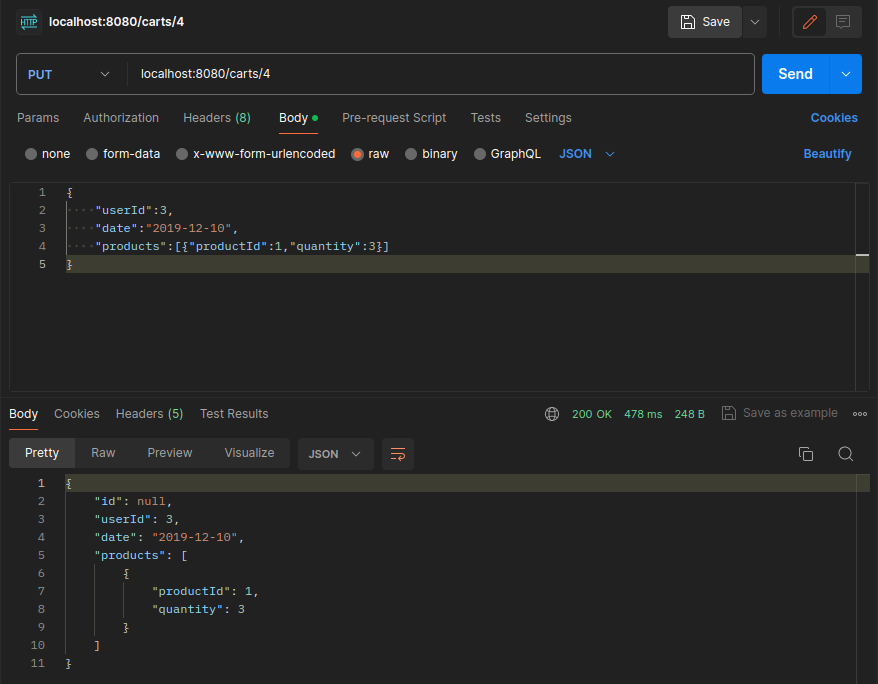 HTTP localhost:8080/carts/4 Save
PUT localhost:8080/carts/4 Send
Params Authorization Headers (8) Body Pre-request Script Tests Settings Cookies
none form-data x-www-form-urlencoded raw binary GraphQL JSON Beautify
1 {
2 ····"userId":3,
3 ····"date":"2019-12-10",
4 ····"products":[{"productId":1,"quantity":3}]
5 }
Body Cookies Headers (5) Test Results 200 OK 478 ms 248 B Save as example
Pretty Raw Preview Visualize JSON
1 {
2 "id": null,
3 "userId": 3,
4 "date": "2019-12-10",
5 "products": [
6 {
7 "productId": 1,
8 "quantity": 3
9 }
10 ]
11 }